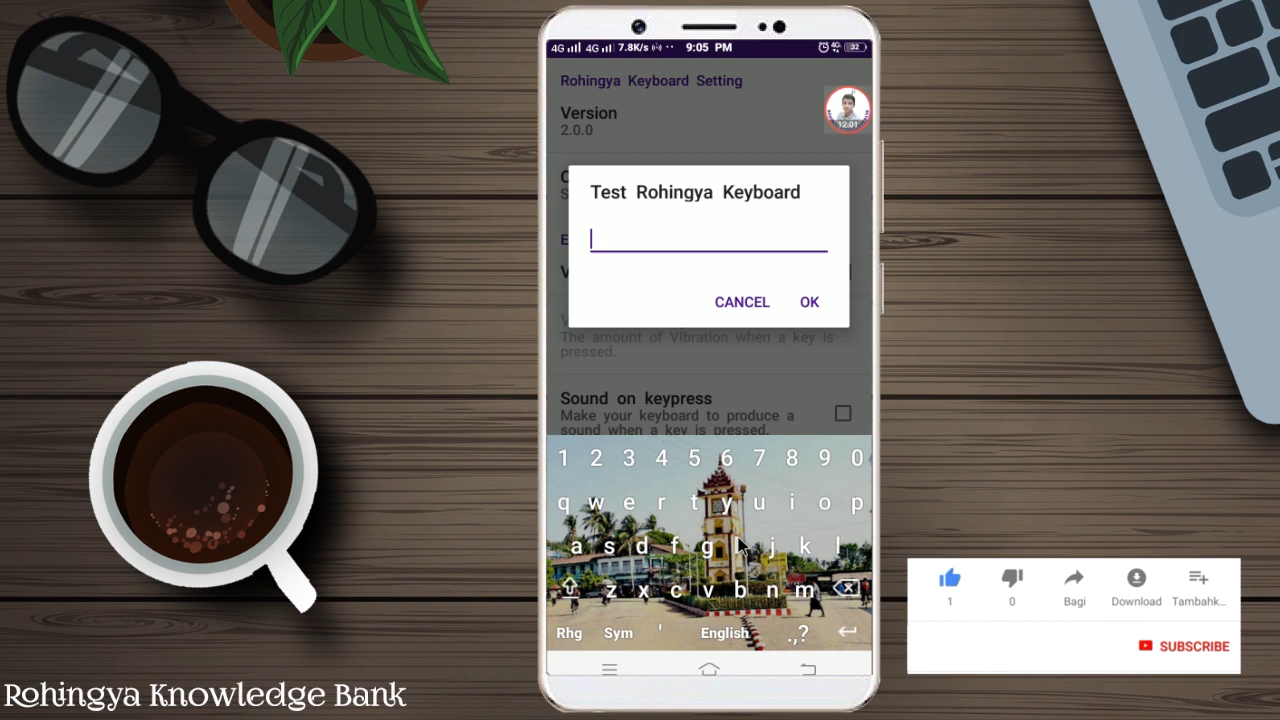 4G 4G 7.8K/s 9:05 PM 32
Rohingya Keyboard Setting
Version
2.0.0
12:01
Test Rohingya Keyboard
CANCEL OK
The amount of Vibration when a key is
pressed.
Sound on keypress
Make your keyboard to produce a
sound when a key is pressed.
1 2 3 4 5 6 7 8 9 0
q w e r t y u i o p
a s d f g h j k l
z x c v b n m
Rhg Sym ' English .,?
1 0 Bagi Download Tambahk...
SUBSCRIBE
Rohingya Knowledge Bank